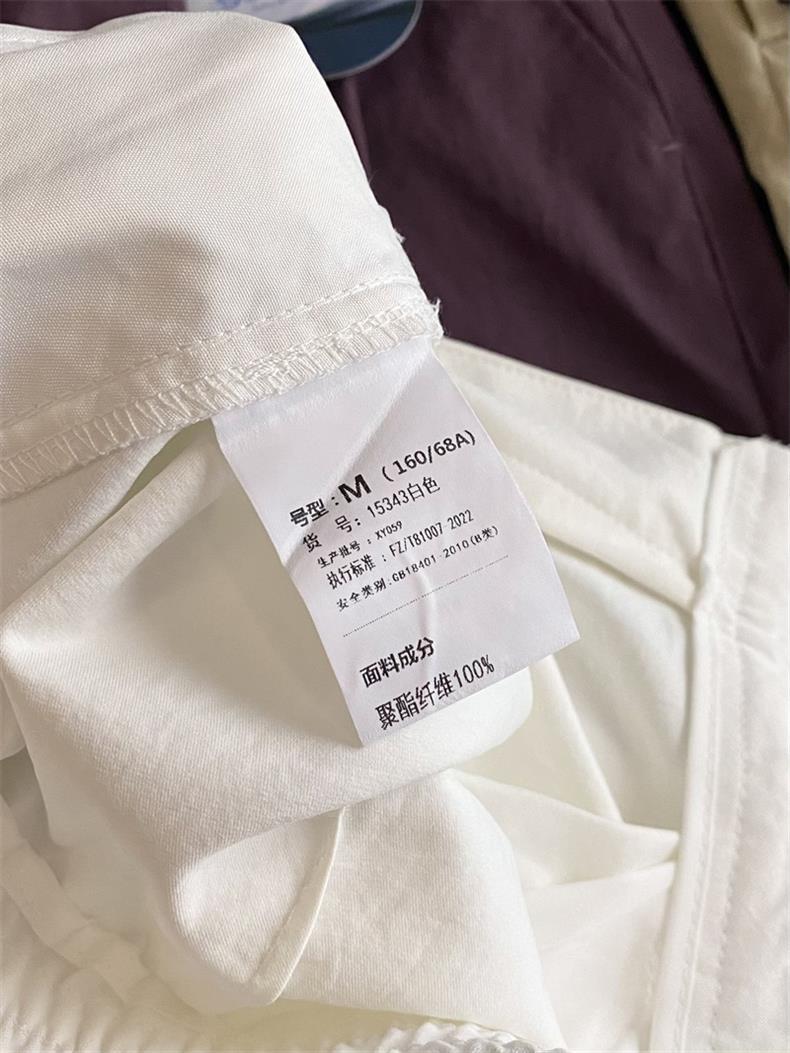 号型：M（160/68A）
货 号：15343白色
生产批号：XY059
执行标准：FZ/T81007-2022
安全类别:GB18401-2010(B类)
面料成分
聚酯纤维100%